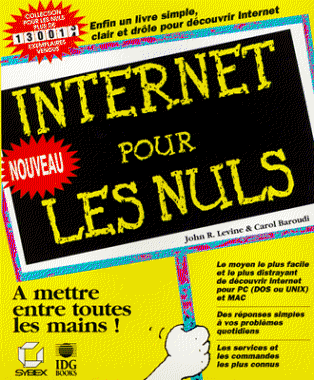 COLLECTION
POUR LES NULS
PLUS DE
EXEMPLAIRES
VENDUS
Enfin un livre simple,
clair et drôle pour découvrir Internet
INTERNET
POUR
LES NULS
NOUVEAU
John R. Levine & Carol Baroudi
Le moyen le plus facile
et le plus distrayant
de découvrir Internet
pour PC (DOS ou UNIX)
et MAC
A mettre
entre toutes
les mains !
Des réponses simples
à vos problèmes
quotidiens
Les services et
les commandes
les plus connus
SYBEX
IDG
BOOKS